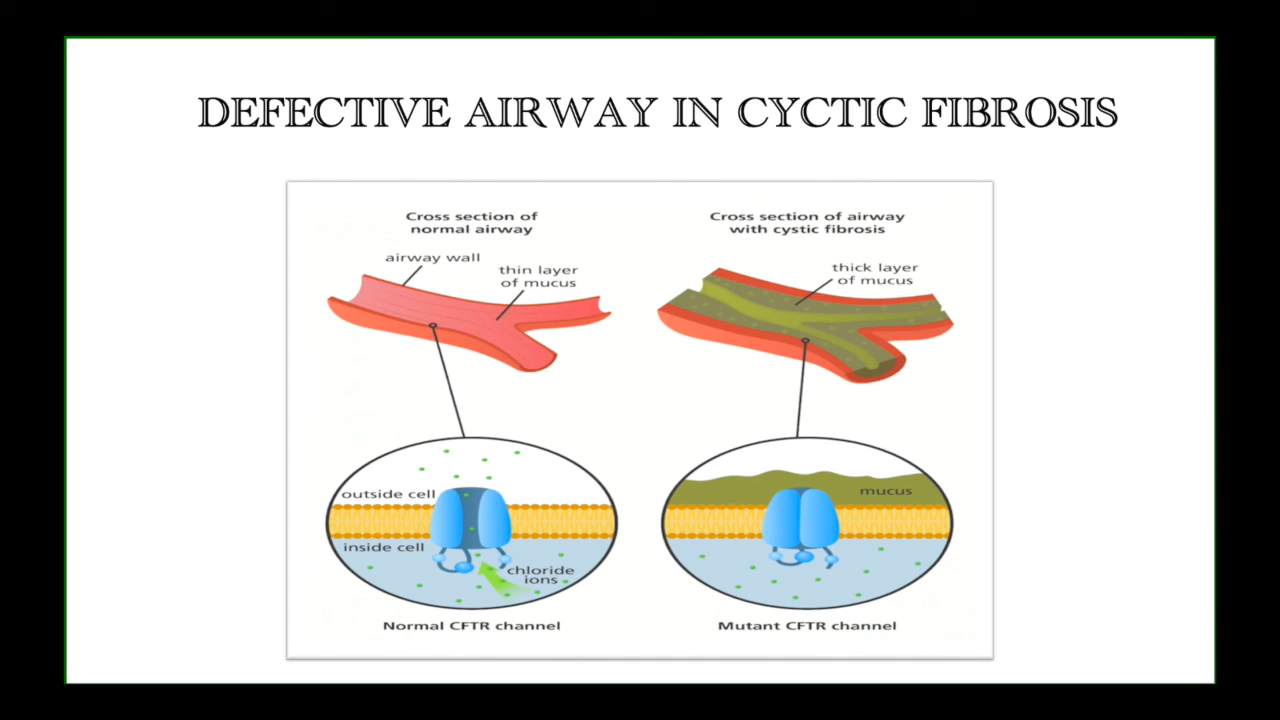 DEFECTIVE AIRWAY IN CYCTIC FIBROSIS
Cross section of
normal airway
airway wall
thin layer
of mucus
Cross section of airway
with cystic fibrosis
thick layer
of mucus
outside cell
inside cell
chloride
ions
Normal CFTR channel
mucus
Mutant CFTR channel